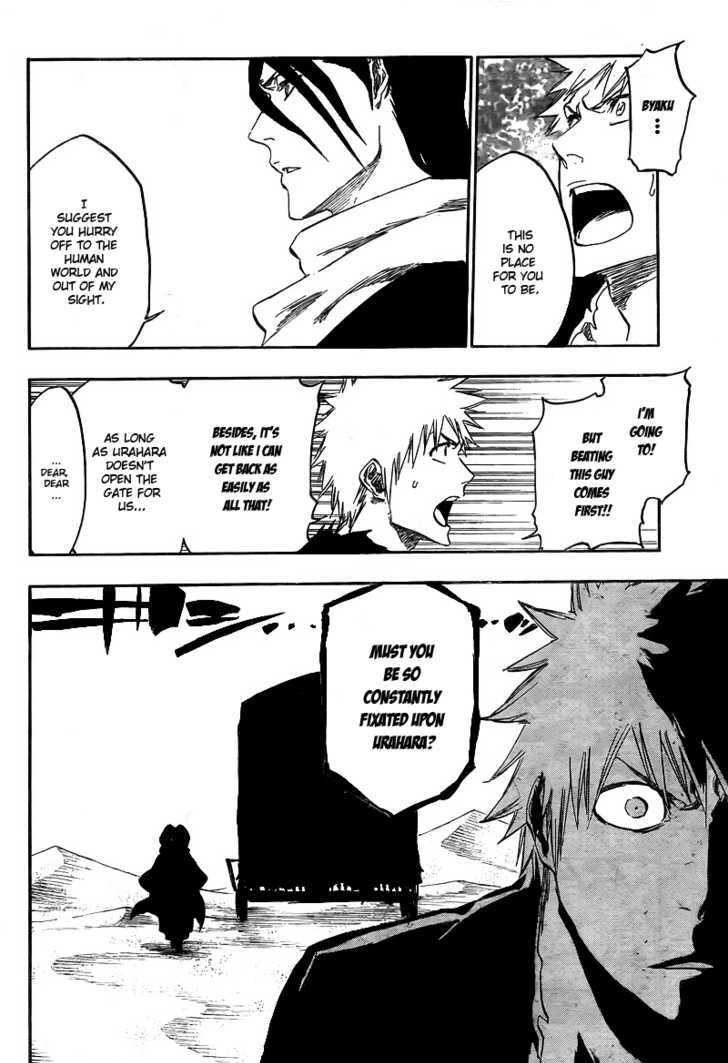 BYAKU
...
THIS
IS NO
PLACE
FOR YOU
TO BE.
I
SUGGEST
YOU HURRY
OFF TO THE
HUMAN
WORLD AND
OUT OF MY
SIGHT.
I'M
GOING
TO!
BUT
BEATING
THIS GUY
COMES
FIRST!!
BESIDES, IT'S
NOT LIKE I CAN
GET BACK AS
EASILY AS
ALL THAT!
AS LONG
AS URAHARA
DOESN'T
OPEN THE
GATE FOR
US...
...
DEAR,
DEAR
...
MUST YOU
BE SO
CONSTANTLY
FIXATED UPON
URAHARA?